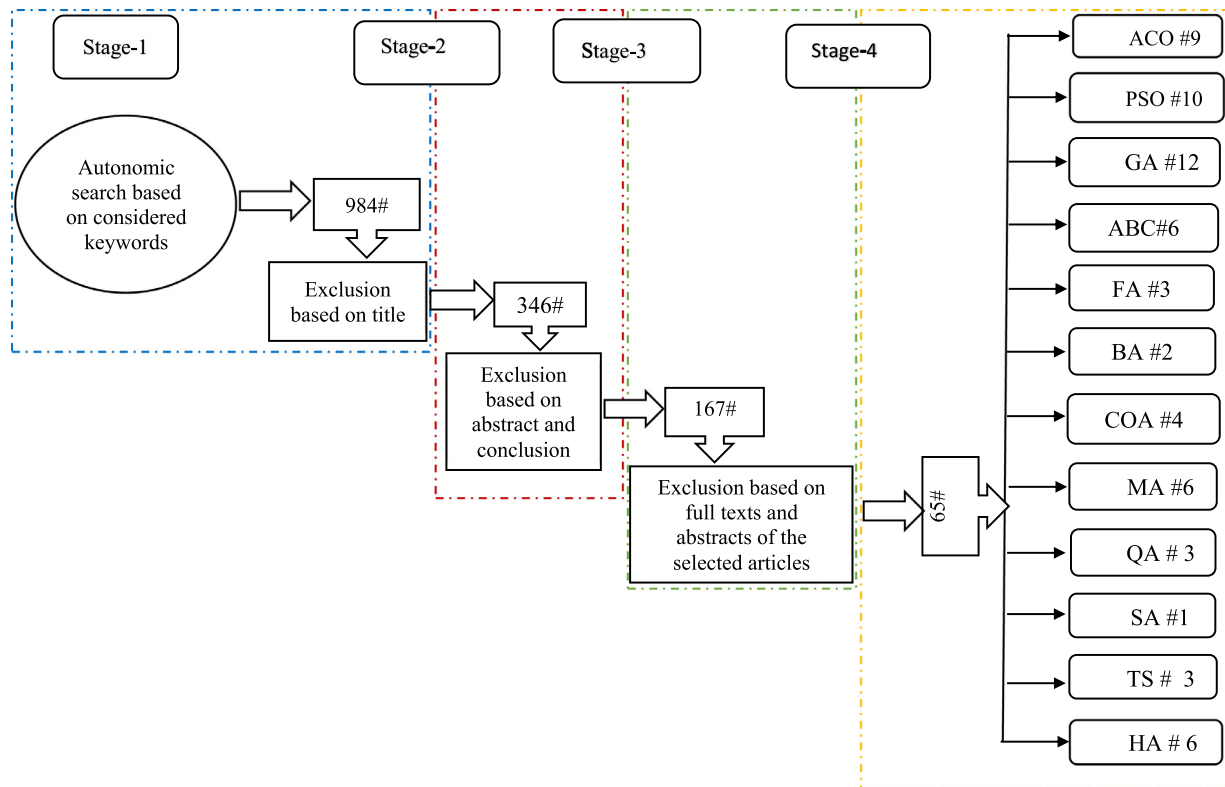 Stage-1
Stage-2
Stage-3
Stage-4
Autonomic
search based
on considered
keywords
984#
Exclusion
based on title
346#
Exclusion
based on
abstract and
conclusion
167#
Exclusion based on
full texts and
abstracts of the
selected articles
65#
ACO #9
PSO #10
GA #12
ABC#6
FA #3
BA #2
COA #4
MA #6
QA # 3
SA #1
TS # 3
HA # 6